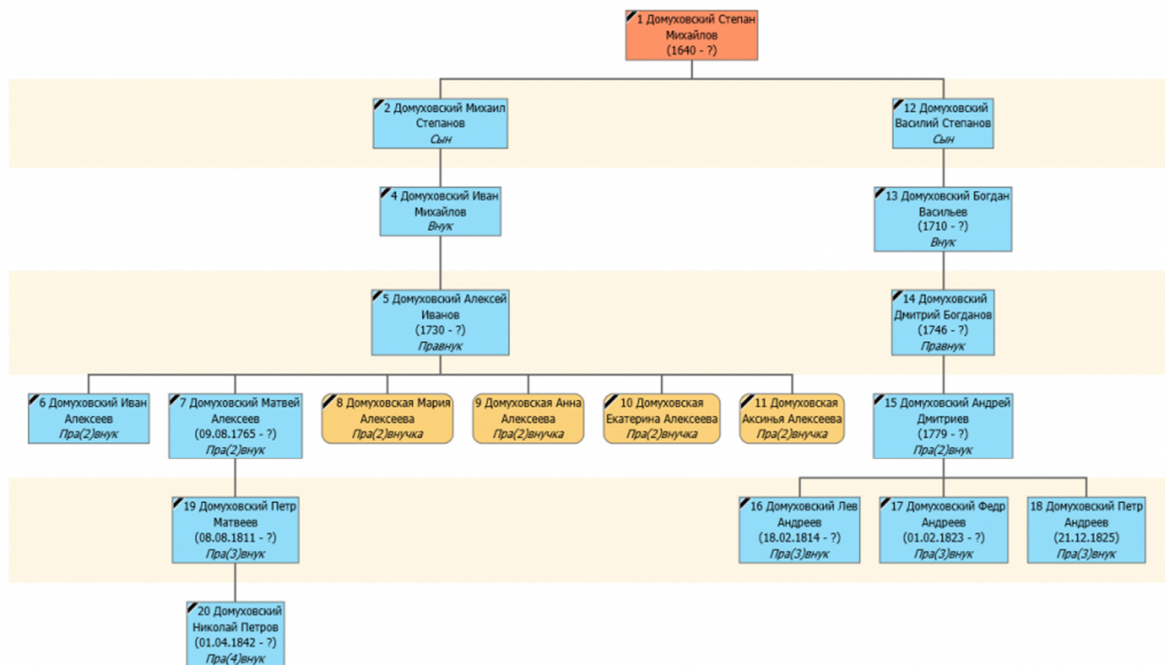 1 Домуховский Степан
Михайлов
(1640 - ?)
2 Домуховский Михаил
Степанов
Сын
12 Домуховский
Василий Степанов
Сын
4 Домуховский Иван
Михайлов
Внук
13 Домуховский Богдан
Васильев
(1710 - ?)
Внук
5 Домуховский Алексей
Иванов
(1730 - ?)
Правнук
14 Домуховский
Дмитрий Богданов
(1746 - ?)
Правнук
6 Домуховский Иван
Алексеев
Пра(2)внук
7 Домуховский Матвей
Алексеев
(09.08.1765 - ?)
Пра(2)внук
8 Домуховская Мария
Алексеева
Пра(2)внучка
9 Домуховская Анна
Алексеева
Пра(2)внучка
10 Домуховская
Екатерина Алексеева
Пра(2)внучка
11 Домуховская
Аксинья Алексеева
Пра(2)внучка
15 Домуховский Андрей
Дмитриев
(1779 - ?)
Пра(2)внук
19 Домуховский Петр
Матвеев
(08.08.1811 - ?)
Пра(3)внук
16 Домуховский Лев
Андреев
(18.02.1814 - ?)
Пра(3)внук
17 Домуховский Федр
Андреев
(01.02.1823 - ?)
Пра(3)внук
18 Домуховский Петр
Андреев
(21.12.1825)
Пра(3)внук
20 Домуховский
Николай Петров
(01.04.1842 - ?)
Пра(4)внук